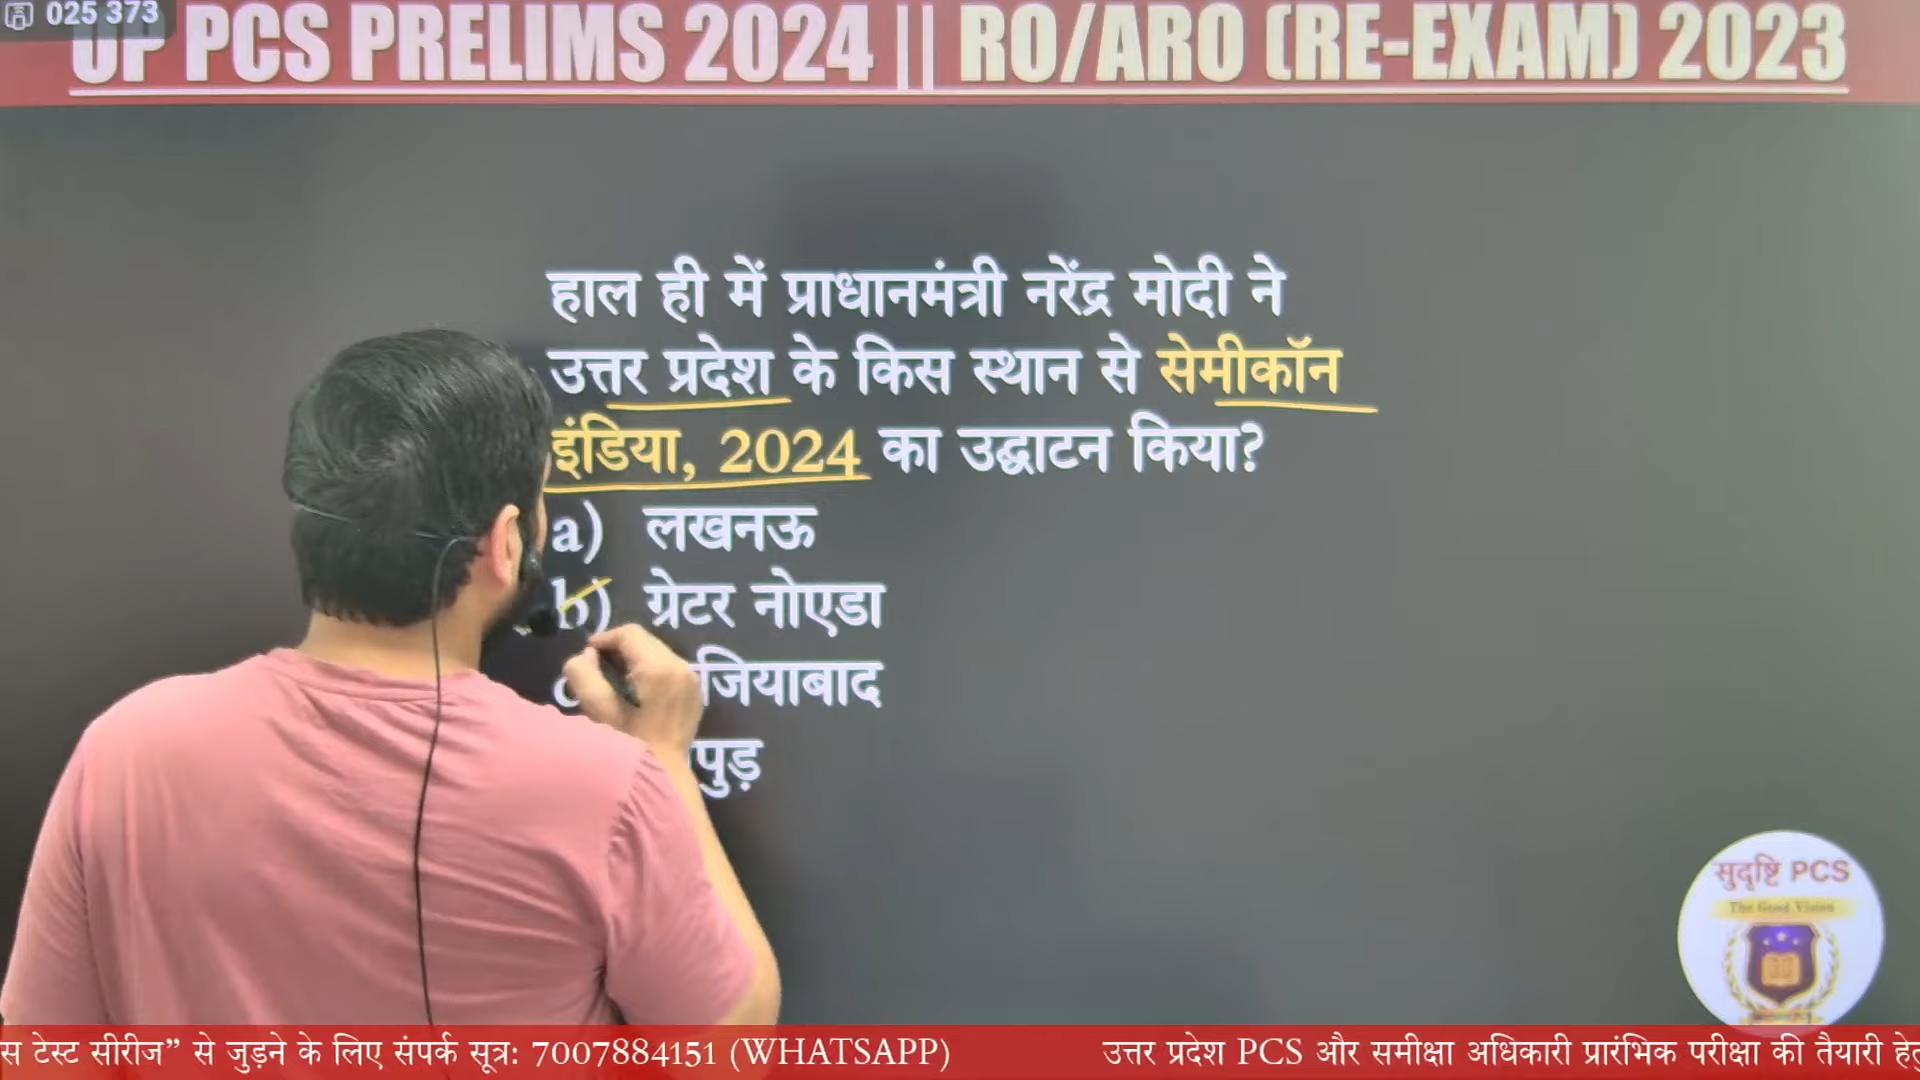 025 373
UP PCS PRELIMS 2024 || RO/ARO (RE-EXAM) 2023
हाल ही में प्राधानमंत्री नरेंद्र मोदी ने
उत्तर प्रदेश के किस स्थान से सेमीकॉन
इंडिया, 2024 का उद्घाटन किया?
a) लखनऊ
b) ग्रेटर नोएडा
जियाबाद
पुड़
सुदृष्टि PCS
The Good Vision
स टेस्ट सीरीज” से जुड़ने के लिए संपर्क सूत्र: 7007884151 (WHATSAPP) उत्तर प्रदेश PCS और समीक्षा अधिकारी प्रारंभिक परीक्षा की तैयारी हेतु